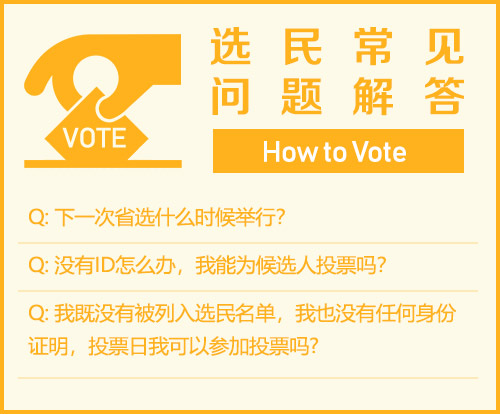 VOTE
选民常见
问题解答
How to Vote
Q: 下一次省选什么时候举行?
Q: 没有ID怎么办，我能为候选人投票吗?
Q: 我既没有被列入选民名单，我也没有任何身份
证明，投票日我可以参加投票吗?